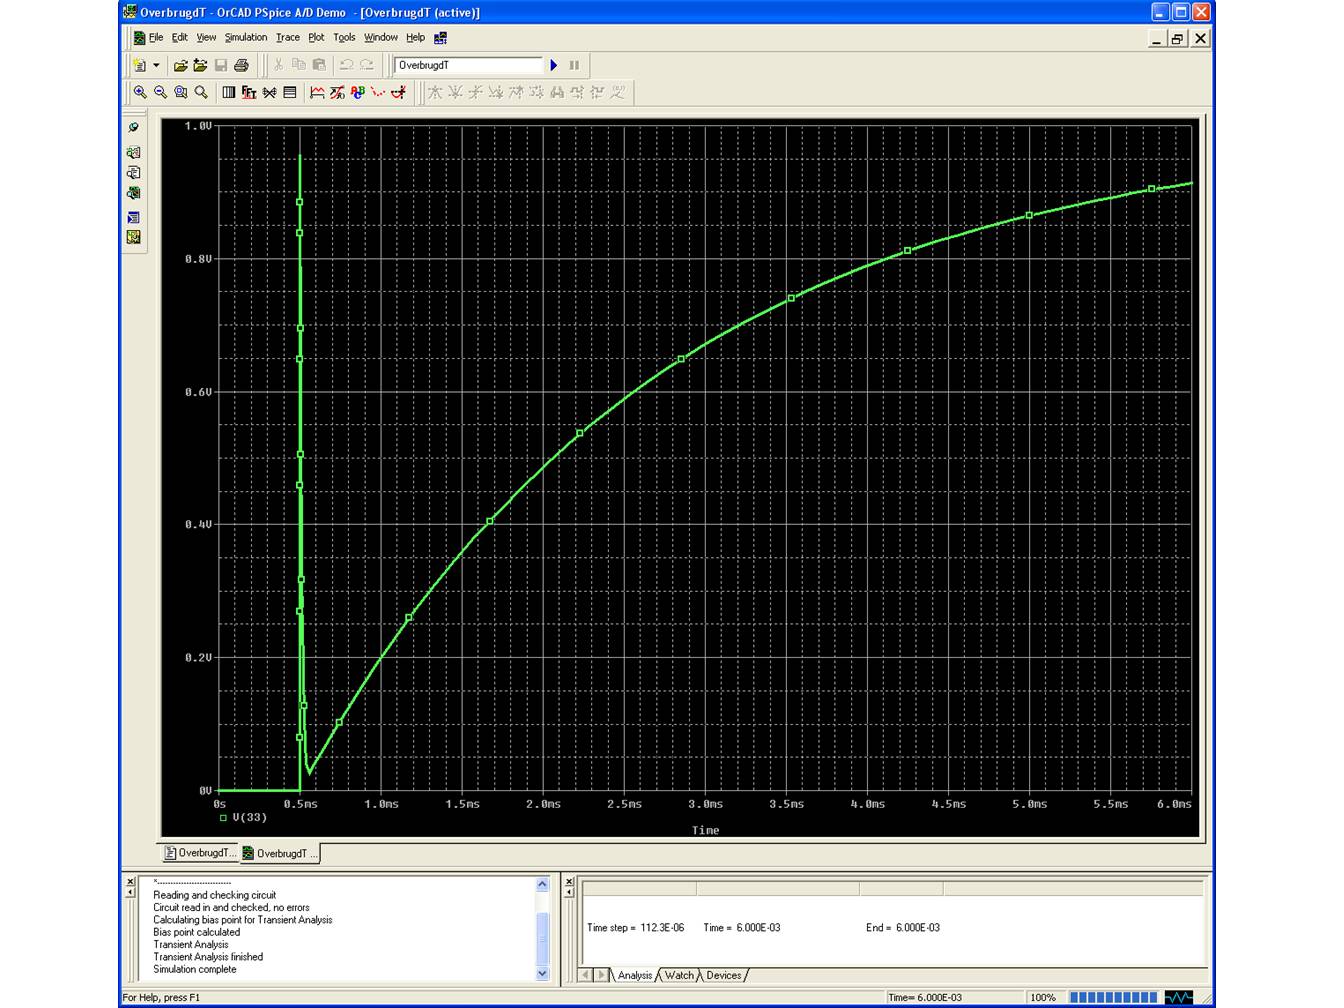 OverbrugdT - OrCAD PSpice A/D Demo - [OverbrugdT (active)]
File Edit View Simulation Trace Plot Tools Window Help
OverbrugdT
1.0V
0.8V
0.6V
0.4V
0.2V
0V
0s 0.5ms 1.0ms 1.5ms 2.0ms 2.5ms 3.0ms 3.5ms 4.0ms 4.5ms 5.0ms 5.5ms 6.0ms
V(33)
Time
OverbrugdT... OverbrugdT ...
*----------------------------
Reading and checking circuit
Circuit read in and checked, no errors
Calculating bias point for Transient Analysis
Bias point calculated
Transient Analysis
Transient Analysis finished
Simulation complete
Time step = 112.3E-06 Time = 6.000E-03 End = 6.000E-03
Analysis Watch Devices
For Help, press F1 Time= 6.000E-03 100%